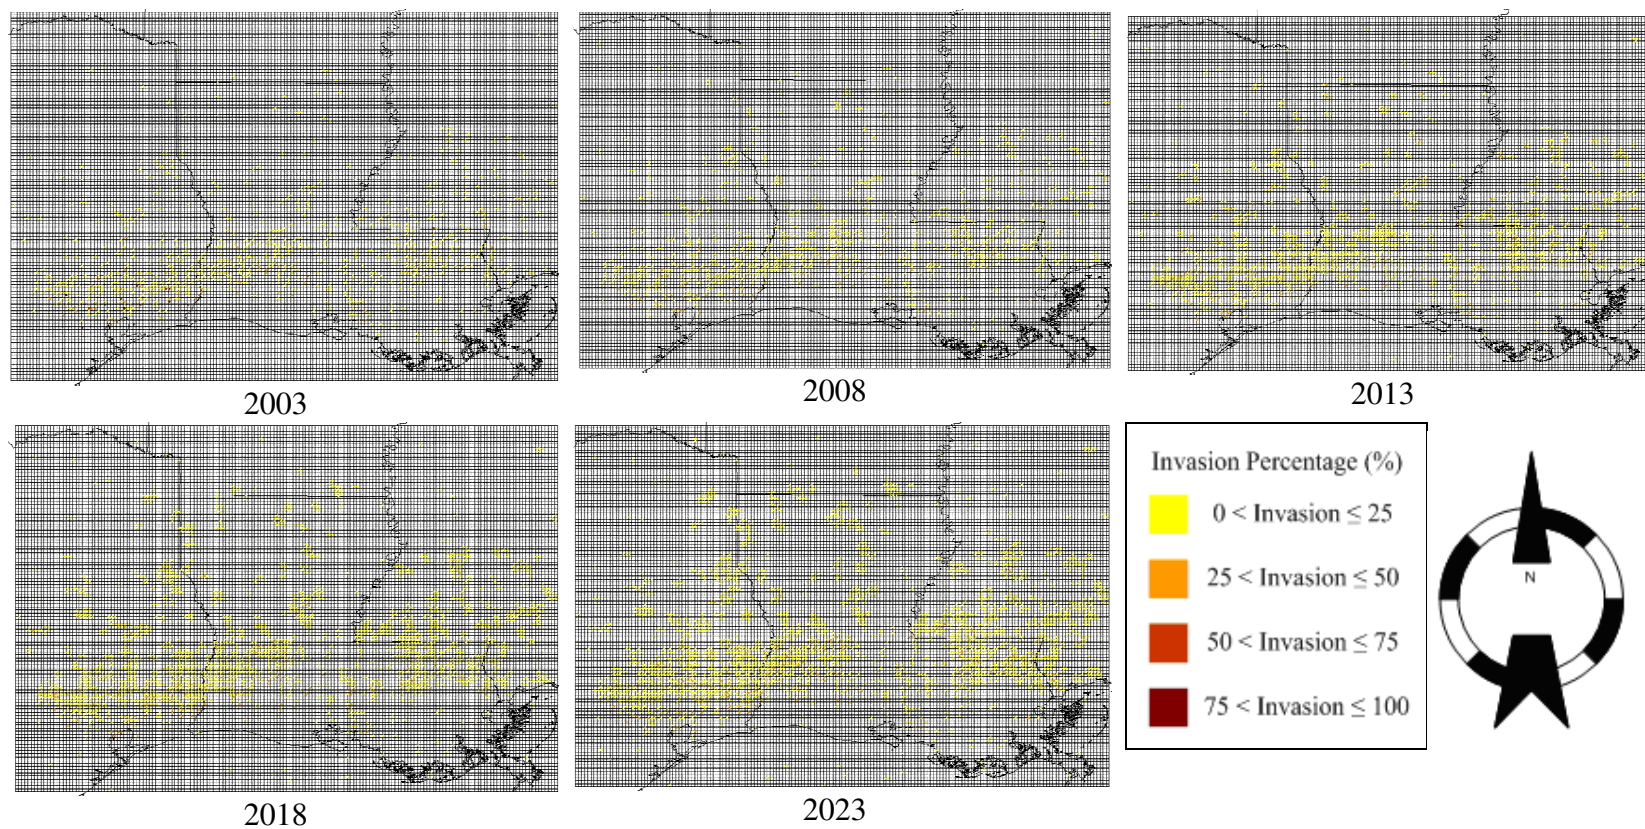 2003
2008
2013
2018
2023
Invasion Percentage (%)
0 < Invasion ≤ 25
25 < Invasion ≤ 50
50 < Invasion ≤ 75
75 < Invasion ≤ 100
N